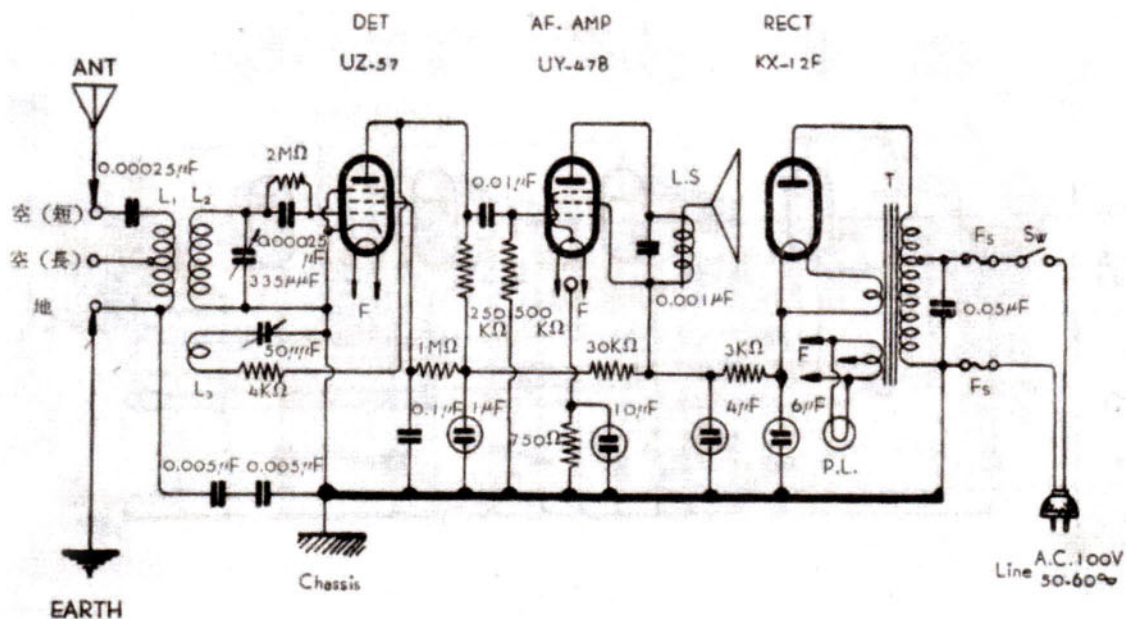 DET
AF. AMP
RECT
UZ-57
UY-47B
KX-12F
ANT
0.00025μF
2MΩ
L₁
L₂
空(短)
空(長)
地
0.00025
μF
335μμF
F
0.01μF
L.S
T
Fs
Sw
250
KΩ
500
KΩ
F
0.001μF
0.05μF
50μμF
L₃
4KΩ
1MΩ
30KΩ
3KΩ
F
Fs
0.1μF
1μF
750Ω
10μF
4μF
6μF
P.L.
0.005μF
0.005μF
Chassis
EARTH
Line
A.C. 100V
50-60~